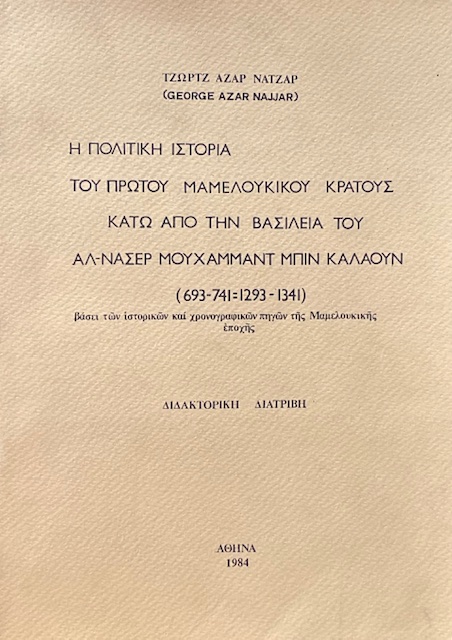 ΤΖΩΡΤΖ ΑΖΑΡ ΝΑΤΖΑΡ
(GEORGE AZAR NAJJAR)
Η ΠΟΛΙΤΙΚΗ ΙΣΤΟΡΙΑ
ΤΟΥ ΠΡΩΤΟΥ ΜΑΜΕΛΟΥΚΙΚΟΥ ΚΡΑΤΟΥΣ
ΚΑΤΩ ΑΠΟ ΤΗΝ ΒΑΣΙΛΕΙΑ ΤΟΥ
ΑΛ-ΝΑΣΕΡ ΜΟΥΧΑΜΜΑΝΤ ΜΠΙΝ ΚΑΛΑΟΥΝ
(693-741=1293-1341)
βάσει τῶν ἱστορικῶν καί χρονογραφικῶν πηγῶν τῆς Μαμελουκικῆς
ἐποχῆς
ΔΙΔΑΚΤΟΡΙΚΗ ΔΙΑΤΡΙΒΗ
ΑΘΗΝΑ
1984